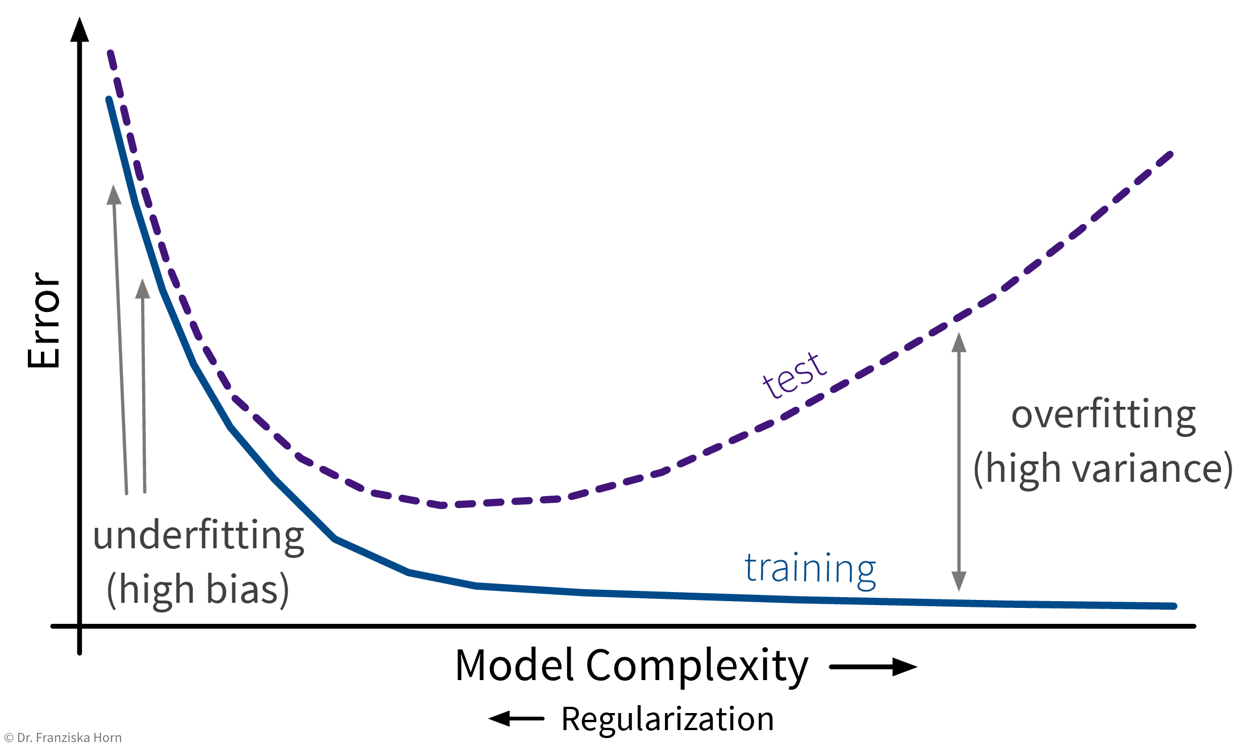 Error
test
overfitting
(high variance)
underfitting
(high bias)
training
Model Complexity
Regularization
© Dr. Franziska Horn